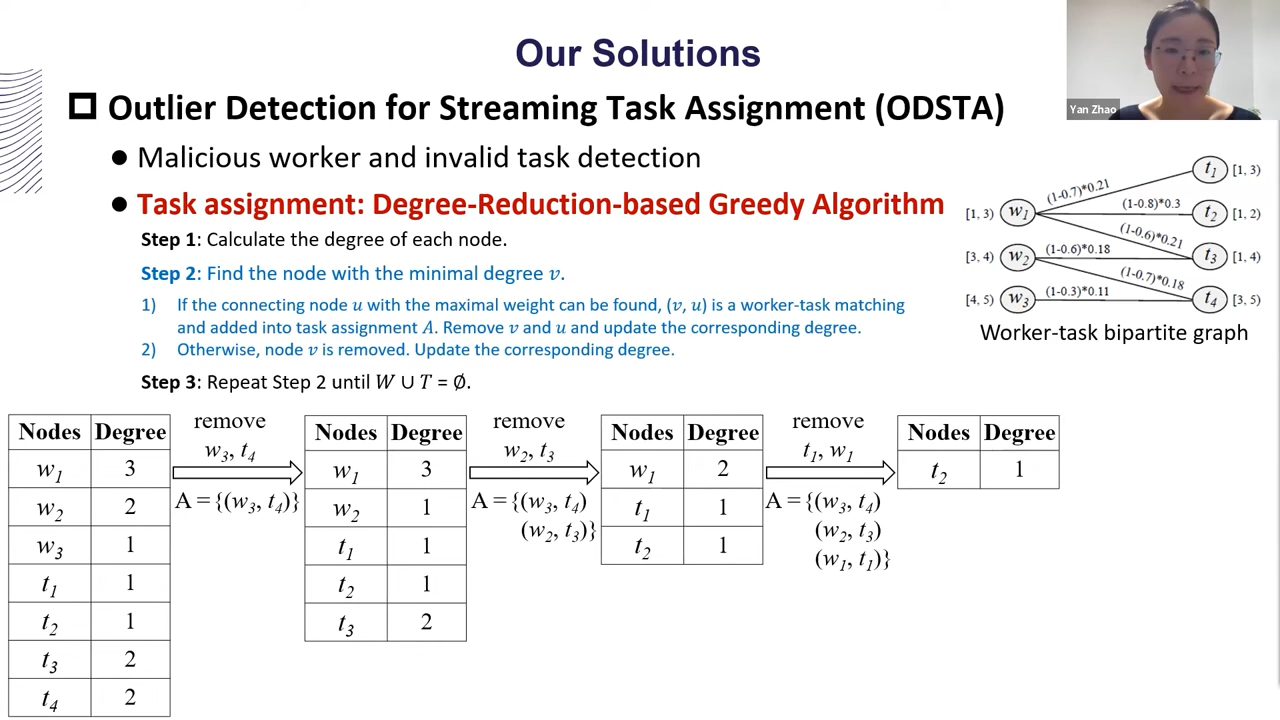 Our Solutions
Yan Zhao
Outlier Detection for Streaming Task Assignment (ODSTA)
● Malicious worker and invalid task detection
● Task assignment: Degree-Reduction-based Greedy Algorithm
Step 1: Calculate the degree of each node.
Step 2: Find the node with the minimal degree v.
1) If the connecting node u with the maximal weight can be found, (v, u) is a worker-task matching
and added into task assignment A. Remove v and u and update the corresponding degree.
2) Otherwise, node v is removed. Update the corresponding degree.
Step 3: Repeat Step 2 until W ∪ T = ∅.
[1, 3) w1
[3, 4) w2
[4, 5) w3
(1-0.7)*0.21
(1-0.8)*0.3
(1-0.6)*0.21
(1-0.6)*0.18
(1-0.7)*0.18
(1-0.3)*0.11
t1 [1, 3)
t2 [1, 2)
t3 [1, 4)
t4 [3, 5)
Worker-task bipartite graph
Nodes Degree
w1 3
w2 2
w3 1
t1 1
t2 1
t3 2
t4 2
remove
w3, t4
A = {(w3, t4)}
Nodes Degree
w1 3
w2 1
t1 1
t2 1
t3 2
remove
w2, t3
A = {(w3, t4)
(w2, t3)}
Nodes Degree
w1 2
t1 1
t2 1
remove
t1, w1
A = {(w3, t4)
(w2, t3)
(w1, t1)}
Nodes Degree
t2 1